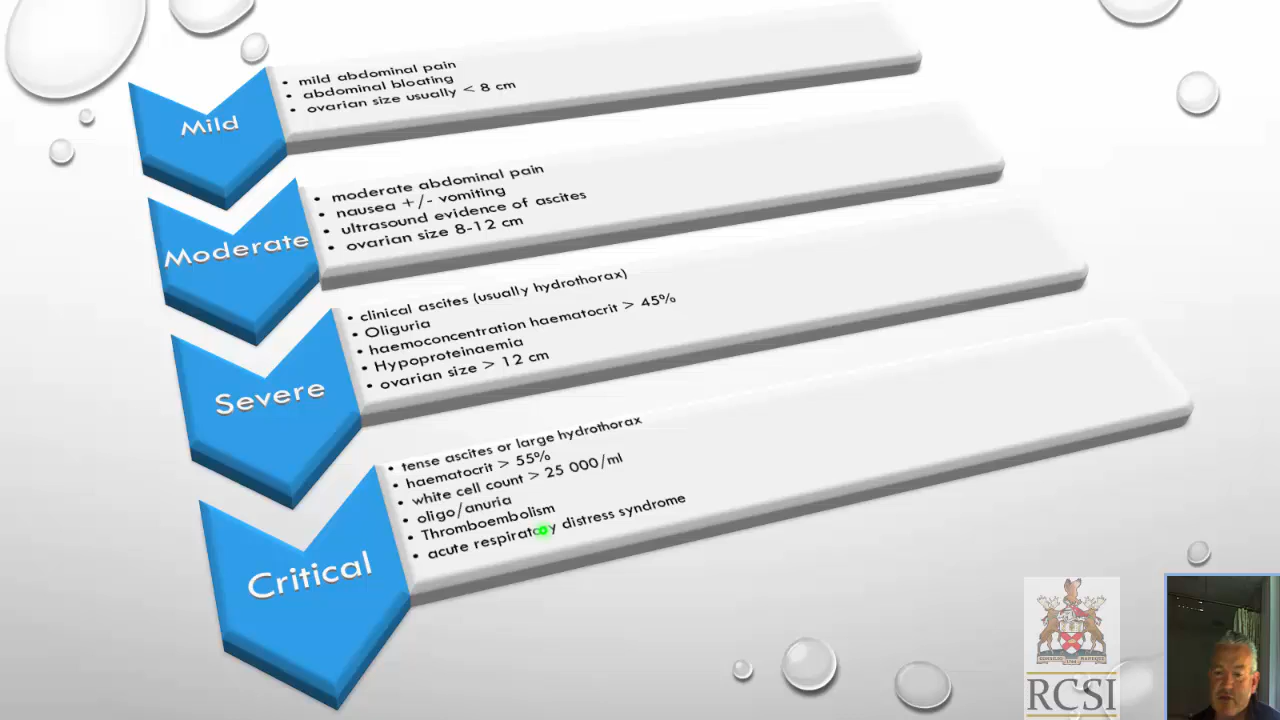 Mild
mild abdominal pain
abdominal bloating
ovarian size usually < 8 cm
Moderate
moderate abdominal pain
nausea +/- vomiting
ultrasound evidence of ascites
ovarian size 8-12 cm
Severe
clinical ascites (usually hydrothorax)
Oliguria
haemoconcentration haematocrit > 45%
Hypoproteinaemia
ovarian size > 12 cm
Critical
tense ascites or large hydrothorax
haematocrit > 55%
white cell count > 25 000/ml
oligo/anuria
Thromboembolism
acute respiratory distress syndrome
RCSI